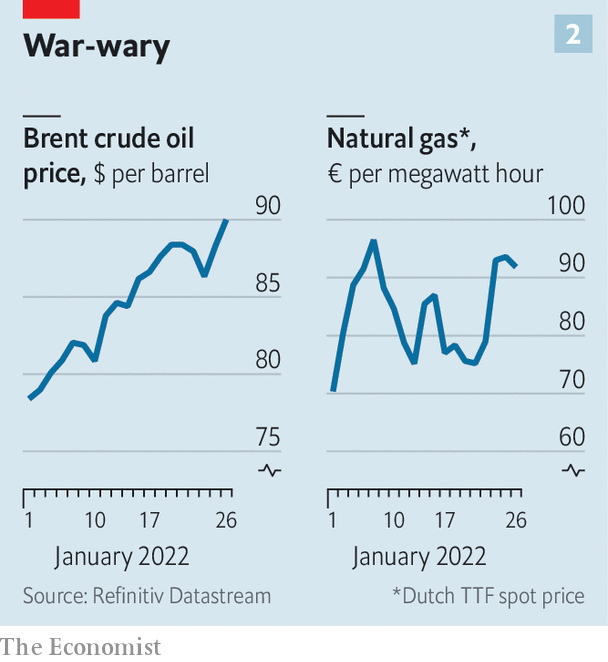 War-wary
2
Brent crude oil
price, $ per barrel
90
85
80
75
1 10 17 26
January 2022
Natural gas*,
€ per megawatt hour
100
90
80
70
60
1 10 17 26
January 2022
Source: Refinitiv Datastream
*Dutch TTF spot price
The Economist